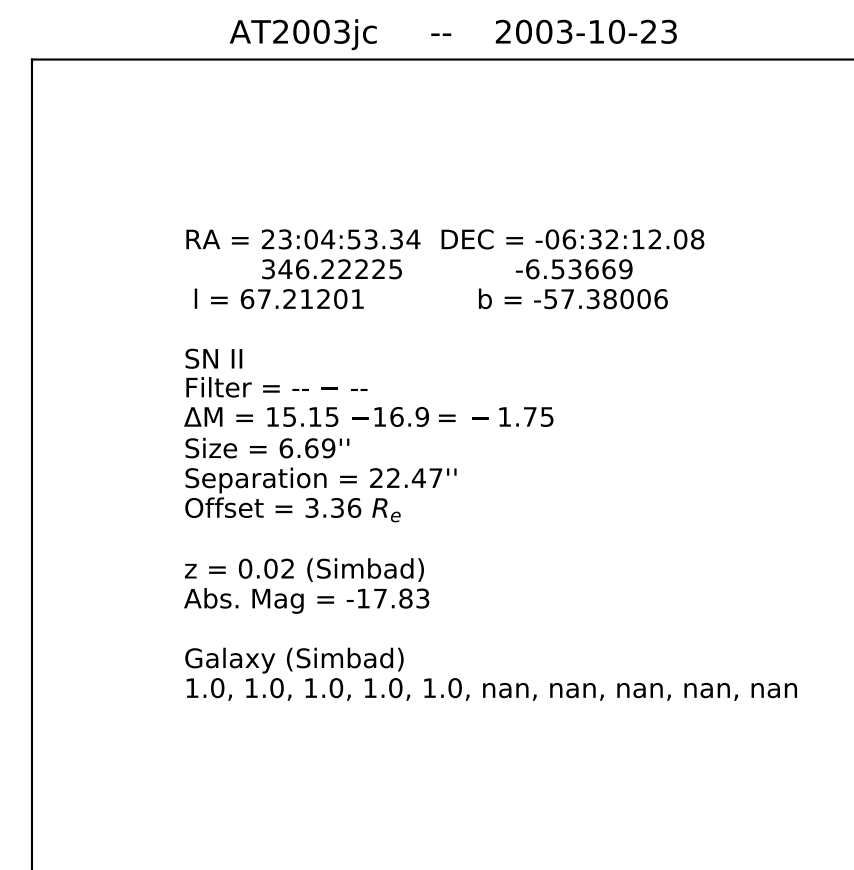 AT2003jc -- 2003-10-23
RA = 23:04:53.34 DEC = -06:32:12.08
346.22225 -6.53669
l = 67.21201 b = -57.38006
SN II
Filter = -- − --
ΔM = 15.15 −16.9 = −1.75
Size = 6.69''
Separation = 22.47''
Offset = 3.36 Re
z = 0.02 (Simbad)
Abs. Mag = -17.83
Galaxy (Simbad)
1.0, 1.0, 1.0, 1.0, 1.0, nan, nan, nan, nan, nan